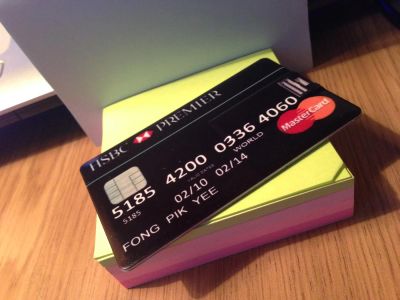 HSBC PREMIER
MasterCard
5185 4200 0336 4060
5185
WORLD
02/10 02/14
FONG PIK YEE